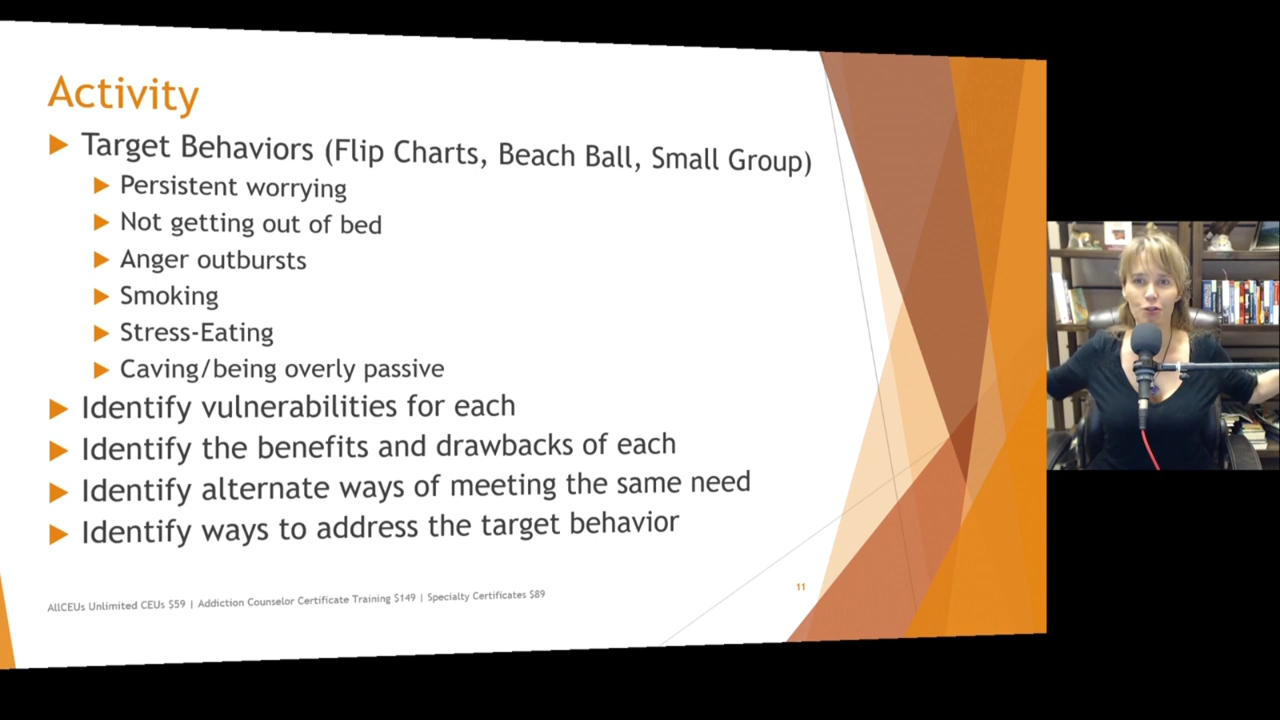 Activity
Target Behaviors (Flip Charts, Beach Ball, Small Group)
Persistent worrying
Not getting out of bed
Anger outbursts
Smoking
Stress-Eating
Caving/being overly passive
Identify vulnerabilities for each
Identify the benefits and drawbacks of each
Identify alternate ways of meeting the same need
Identify ways to address the target behavior
AllCEUs Unlimited CEUs $59 | Addiction Counselor Certificate Training $149 | Specialty Certificates $89
11